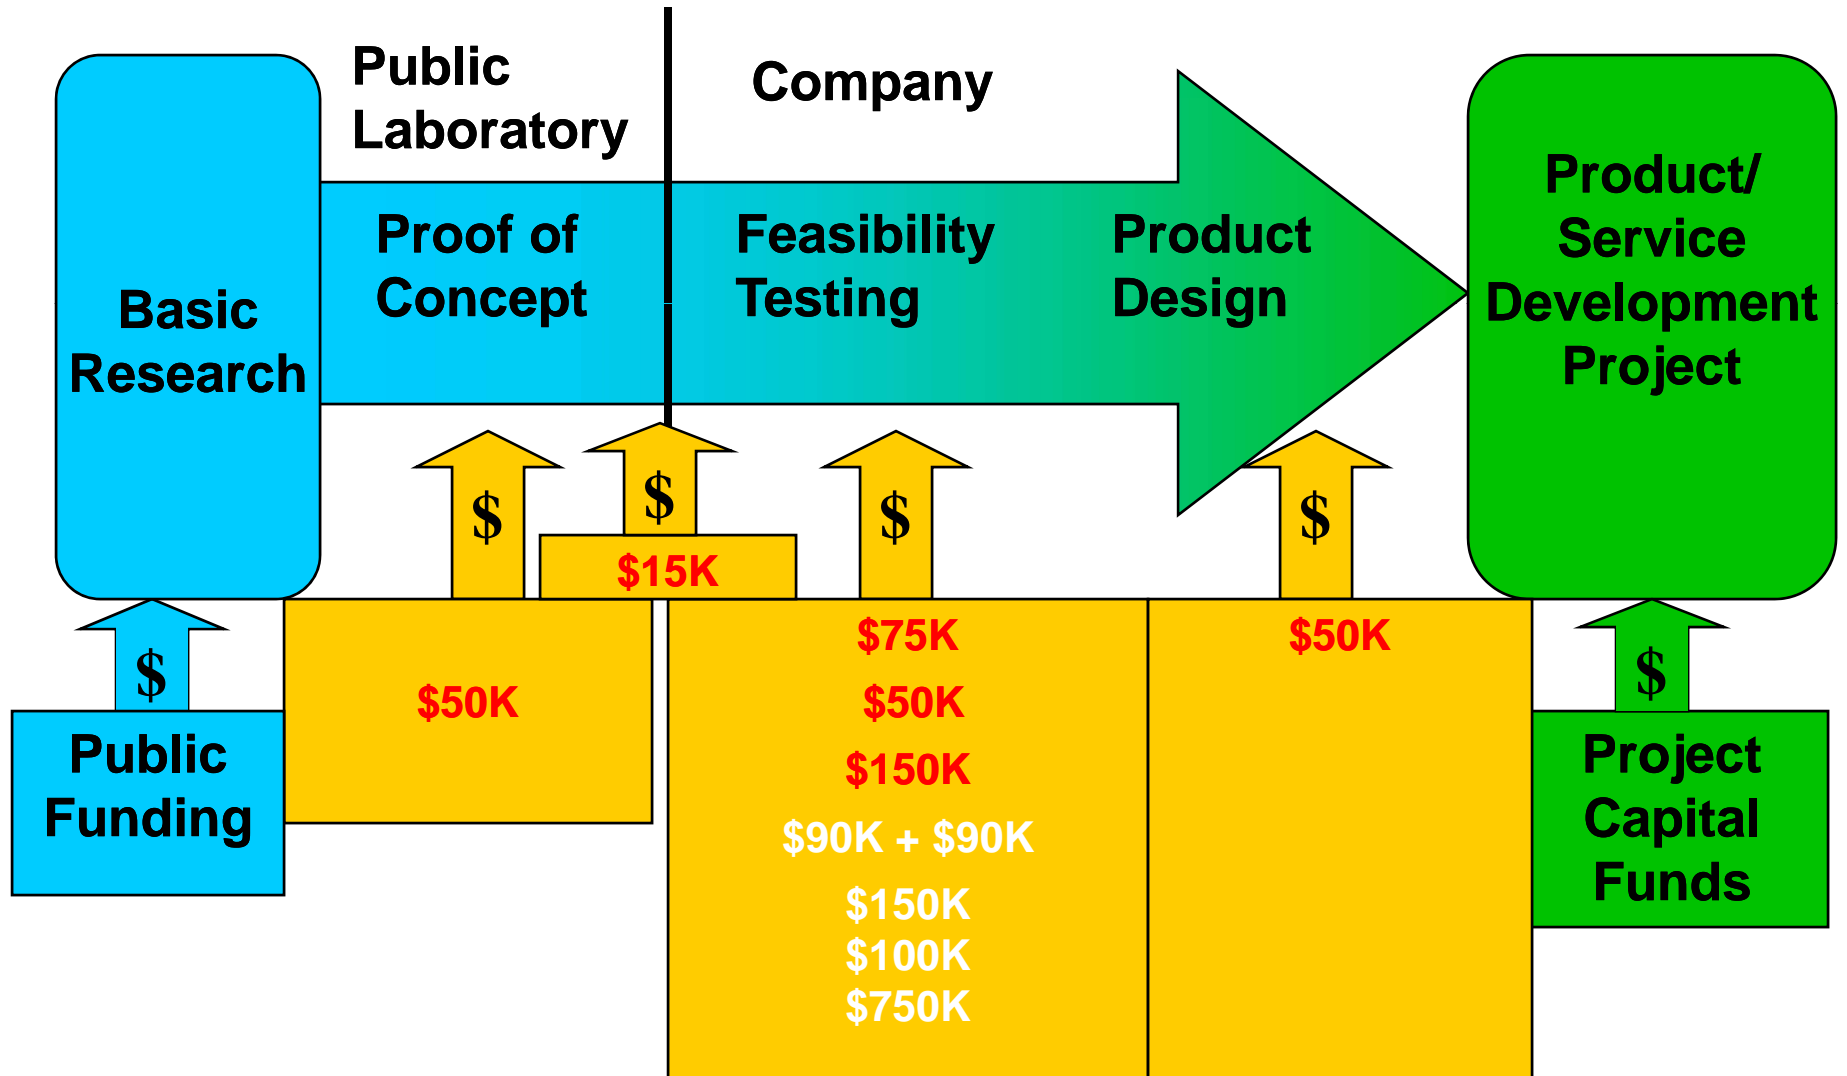 Public
Laboratory
Company
Basic
Research
Proof of
Concept
Feasibility
Testing
Product
Design
Product/
Service
Development
Project
$
$
$
$
$15K
$
$
$50K
$75K
$50K
$150K
$90K + $90K
$150K
$100K
$750K
$50K
Public
Funding
Project
Capital
Funds